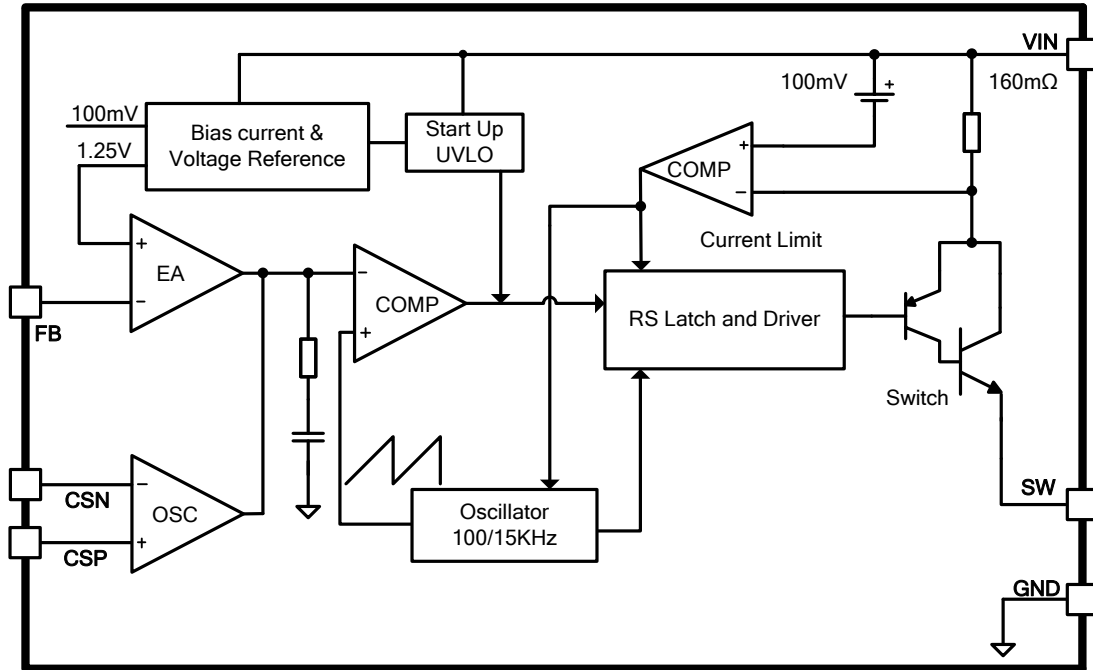 VIN
100mV
+
160mΩ
100mV
Bias current &
Voltage Reference
Start Up
UVLO
1.25V
+
COMP
−
+
EA
−
Current Limit
FB
−
COMP
+
RS Latch and Driver
Switch
CSN
−
OSC
CSP
+
Oscillator
100/15KHz
SW
GND